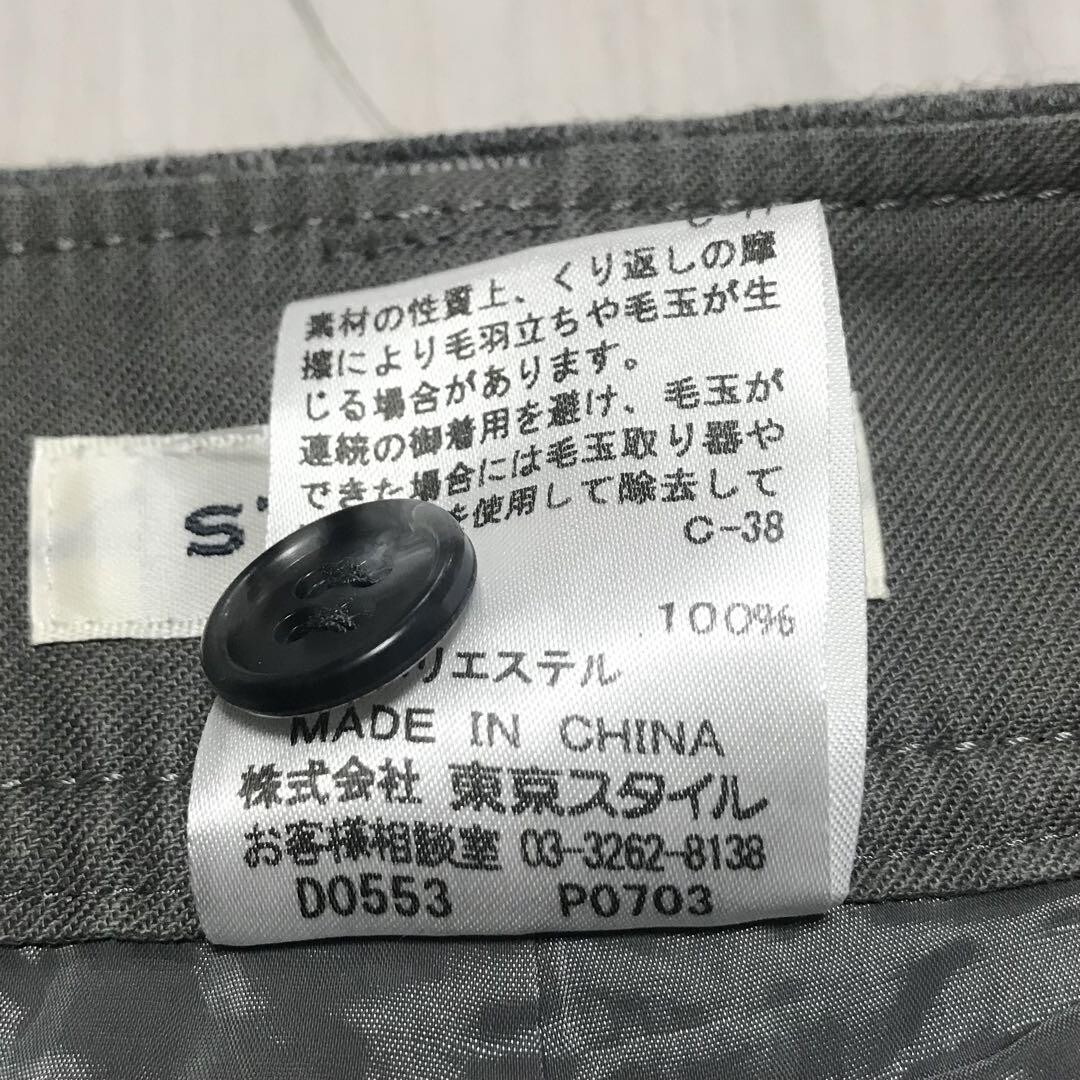 素材の性質上、くり返しの摩
擦により毛羽立ちや毛玉が生
じる場合があります。
連続の御着用を避け、毛玉が
できた場合には毛玉取り器や
を使用して除去して
C-38
100%
リエステル
MADE IN CHINA
株式会社 東京スタイル
お客様相談室 03-3262-8138
D0553 P0703
S